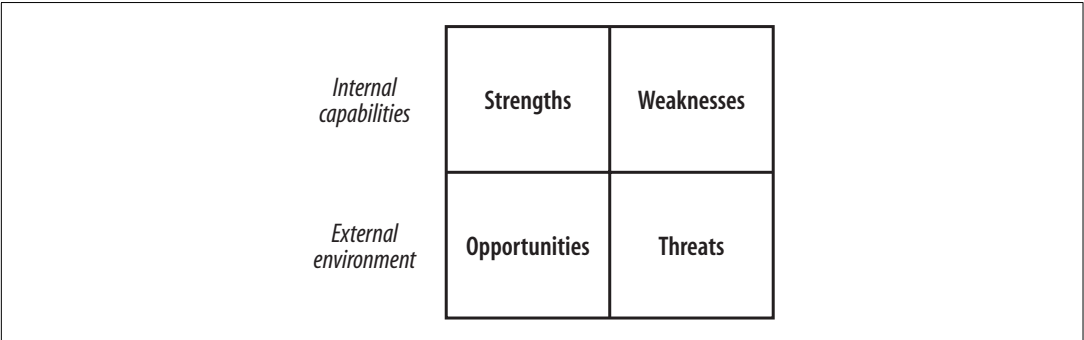 Internal
capabilities
Strengths
Weaknesses
External
environment
Opportunities
Threats